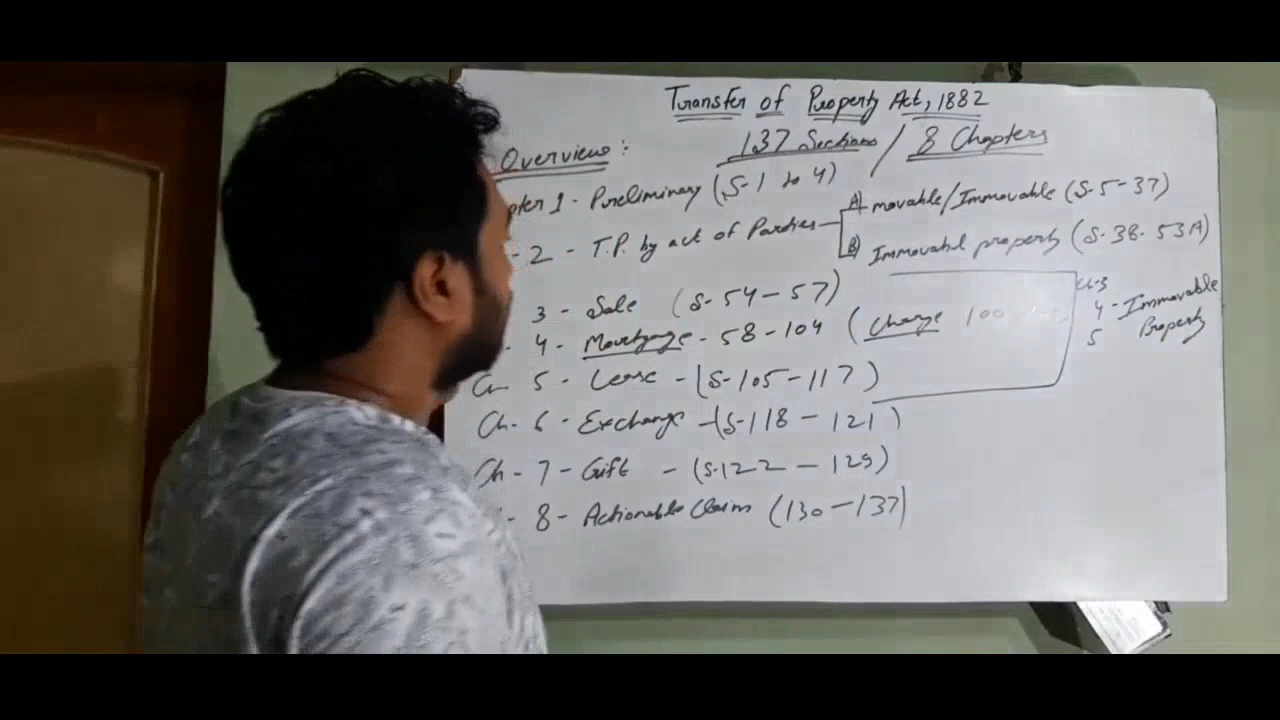 Transfer of Property Act, 1882
137 Sections / 8 Chapters
Overview:
pter 1 - Preliminary (S-1 to 4)
2 - T.P. by act of Parties
A) movable/Immovable (S-5-37)
B) Immovabl property (S-38-53A)
3 - Sale (S-54-57)
4 - Mortgage - 58-104 (Charge 100
Ch- 5 - Lease - (S-105-117)
Ch-3
4 - Immovable
5 Property
Ch- 6 - Exchange - (S-118 - 121)
Ch - 7 - Gift - (S-122 - 129)
- 8 - Actionable Claim (130-137)